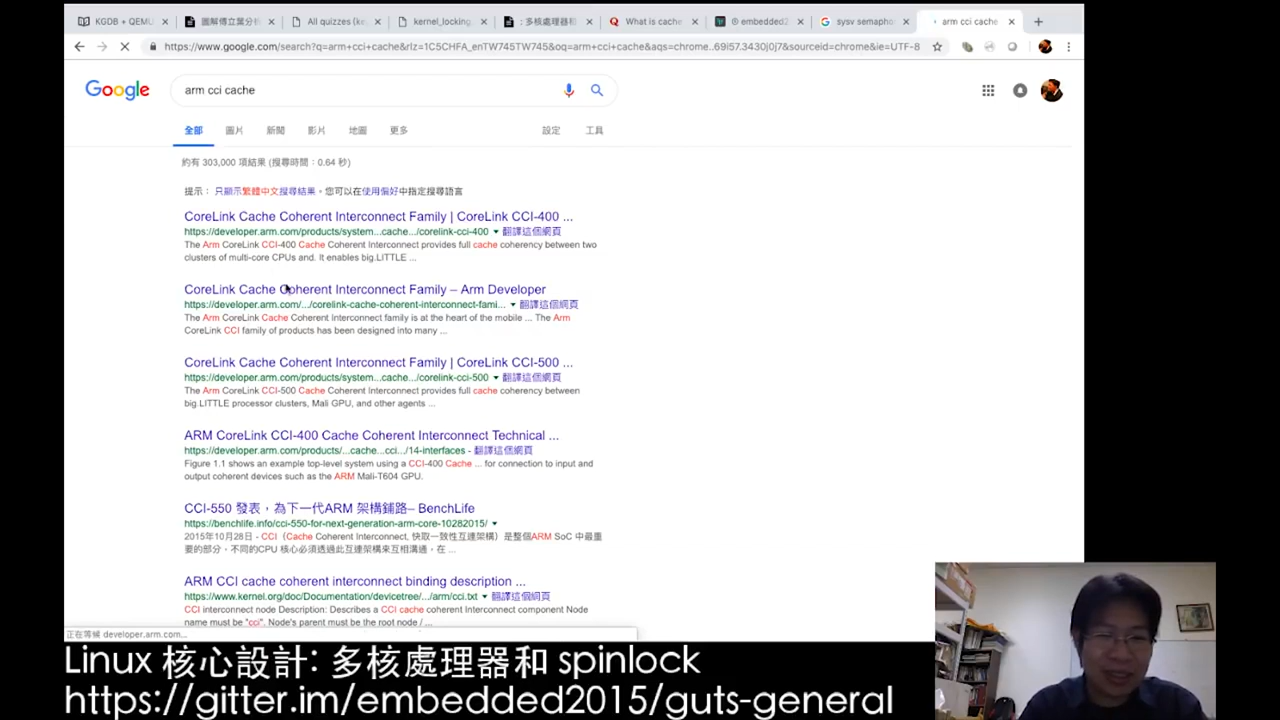 KGDB + QEMU
圖解傅立葉分析
All quizzes (key
kernel_locking.
: 多核處理器和
What is cache
embedded2
sysv semapho
arm cci cache
https://www.google.com/search?q=arm+cci+cache&rlz=1C5CHFA_enTW745TW745&oq=arm+cci+cache&aqs=chrome..69i57.3430j0j7&sourceid=chrome&ie=UTF-8
Google
arm cci cache
全部 圖片 新聞 影片 地圖 更多 設定 工具
約有 303,000 項結果 (搜尋時間：0.64 秒)
提示： 只顯示繁體中文搜尋結果。您可以在使用偏好中指定搜尋語言
CoreLink Cache Coherent Interconnect Family | CoreLink CCI-400 ...
https://developer.arm.com/products/system...cache.../corelink-cci-400 ▼ 翻譯這個網頁
The Arm CoreLink CCI-400 Cache Coherent Interconnect provides full cache coherency between two
clusters of multi-core CPUs and. It enables big.LITTLE ...
CoreLink Cache Coherent Interconnect Family – Arm Developer
https://developer.arm.com/.../corelink-cache-coherent-interconnect-fami... ▼ 翻譯這個網頁
The Arm CoreLink Cache Coherent Interconnect family is at the heart of the mobile ... The Arm
CoreLink CCI family of products has been designed into many ...
CoreLink Cache Coherent Interconnect Family | CoreLink CCI-500 ...
https://developer.arm.com/products/system...cache.../corelink-cci-500 ▼ 翻譯這個網頁
The Arm CoreLink CCI-500 Cache Coherent Interconnect provides full cache coherency between
big.LITTLE processor clusters, Mali GPU, and other agents ...
ARM CoreLink CCI-400 Cache Coherent Interconnect Technical ...
https://developer.arm.com/products/...cache...cci.../14-interfaces - 翻譯這個網頁
Figure 1.1 shows an example top-level system using a CCI-400 Cache ... for connection to input and
output coherent devices such as the ARM Mali-T604 GPU.
CCI-550 發表，為下一代ARM 架構鋪路– BenchLife
https://benchlife.info/cci-550-for-next-generation-arm-core-10282015/ ▼
2015年10月28日 - CCI（Cache Coherent Interconnect, 快取一致性互連架構）是整個ARM SoC 中最重
要的部分，不同的CPU 核心必須透過此互連架構來互相溝通，在 ...
ARM CCI cache coherent interconnect binding description ...
https://www.kernel.org/doc/Documentation/devicetree/.../arm/cci.txt ▼ 翻譯這個網頁
CCI interconnect node Description: Describes a CCI cache coherent Interconnect component Node
name must be "cci". Node's parent must be the root node / ...
正在等候 developer.arm.com...
Linux 核心設計: 多核處理器和 spinlock
https://gitter.im/embedded2015/guts-general